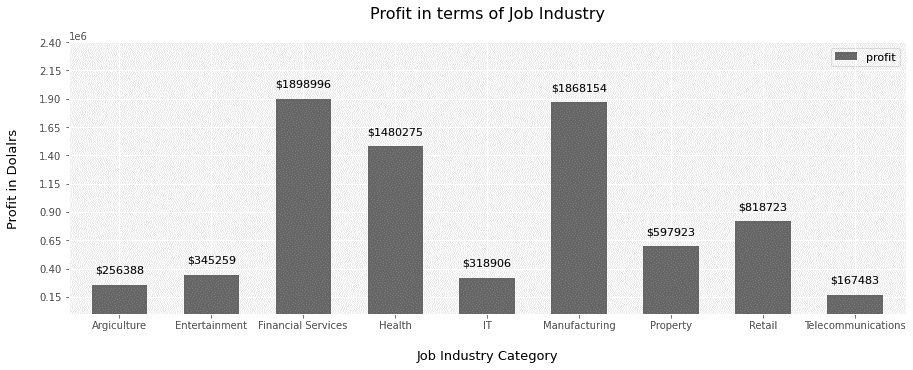 Profit in terms of Job Industry
1e6
2.40
2.15
1.90
1.65
1.40
1.15
0.90
0.65
0.40
0.15
Profit in Dolalrs
profit
$256388
$345259
$1898996
$1480275
$318906
$1868154
$597923
$818723
$167483
Argiculture
Entertainment
Financial Services
Health
IT
Manufacturing
Property
Retail
Telecommunications
Job Industry Category